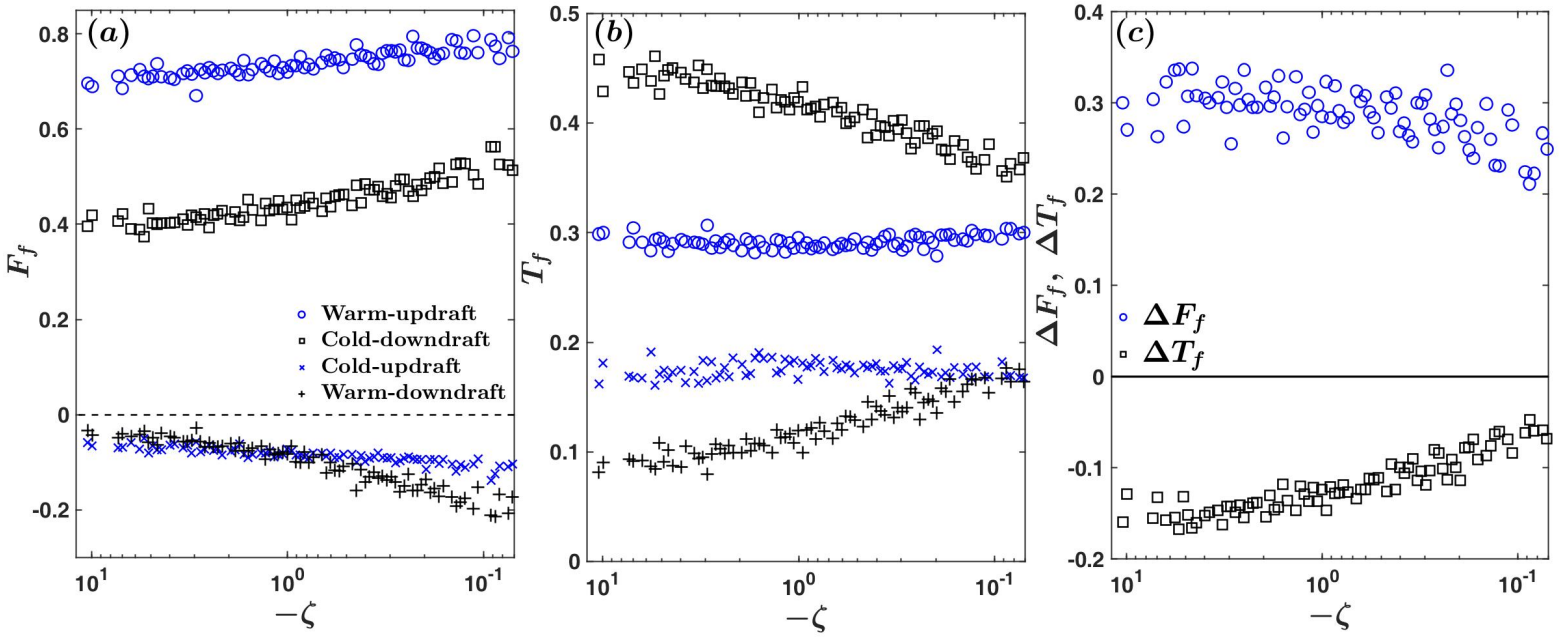 (a)
0.8
0.6
0.4
0.2
0
-0.2
F_f
Warm-updraft
Cold-downdraft
Cold-updraft
Warm-downdraft
10^1
10^0
10^-1
−ζ
(b)
0.5
0.4
0.3
0.2
0.1
0
T_f
10^1
10^0
10^-1
−ζ
(c)
0.4
0.3
0.2
0.1
0
-0.1
-0.2
ΔF_f, ΔT_f
ΔF_f
ΔT_f
10^1
10^0
10^-1
−ζ